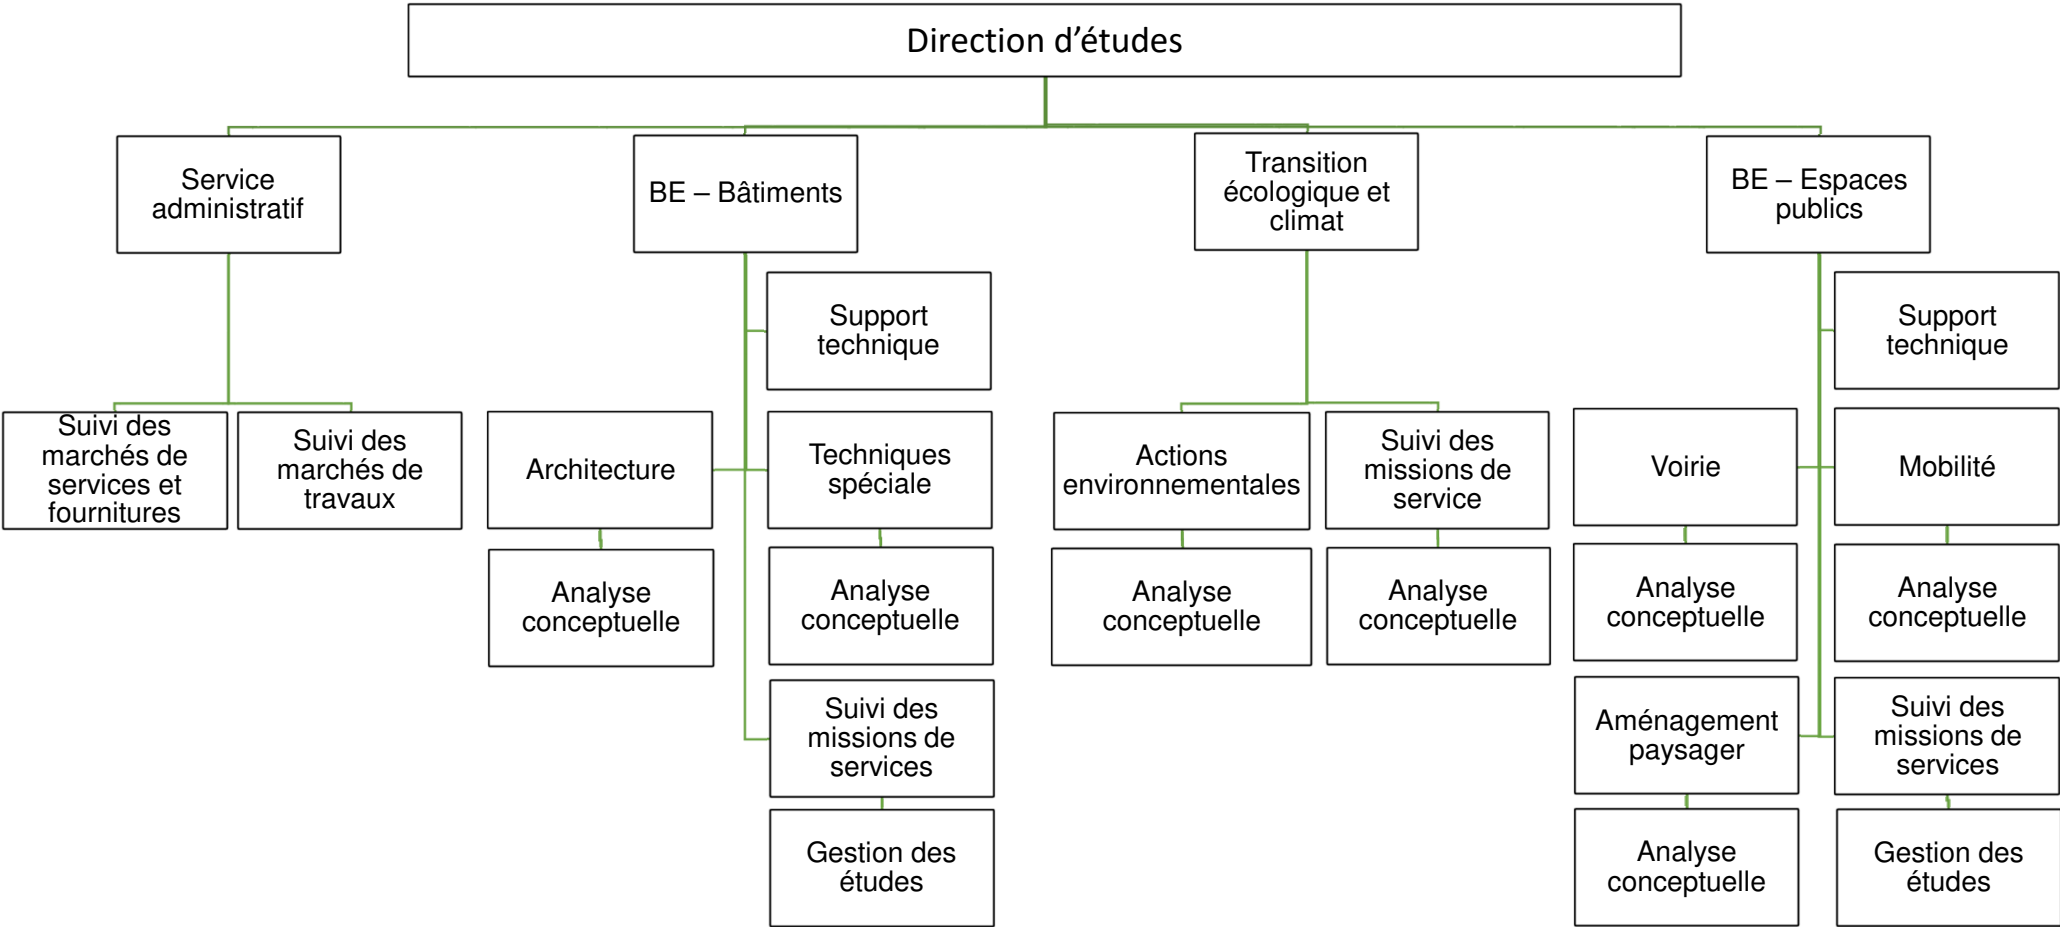 Direction d’études
Service
administratif
BE – Bâtiments
Transition
écologique et
climat
BE – Espaces
publics
Support
technique
Support
technique
Suivi des
marchés de
services et
fournitures
Suivi des
marchés de
travaux
Architecture
Techniques
spéciale
Actions
environnementales
Suivi des
missions de
service
Voirie
Mobilité
Analyse
conceptuelle
Analyse
conceptuelle
Analyse
conceptuelle
Analyse
conceptuelle
Analyse
conceptuelle
Analyse
conceptuelle
Suivi des
missions de
services
Aménagement
paysager
Suivi des
missions de
services
Gestion des
études
Analyse
conceptuelle
Gestion des
études